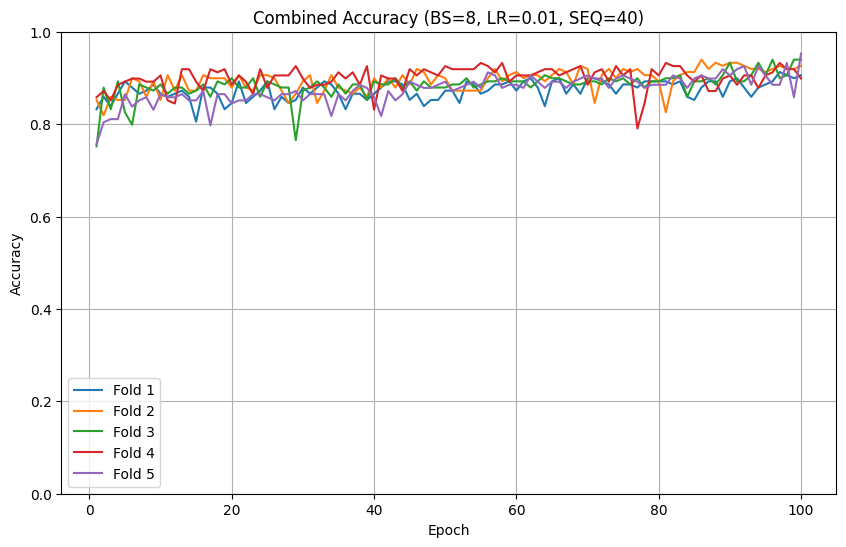 Combined Accuracy (BS=8, LR=0.01, SEQ=40)
1.0
0.8
0.6
0.4
0.2
0.0
Accuracy
Fold 1
Fold 2
Fold 3
Fold 4
Fold 5
0 20 40 60 80 100
Epoch